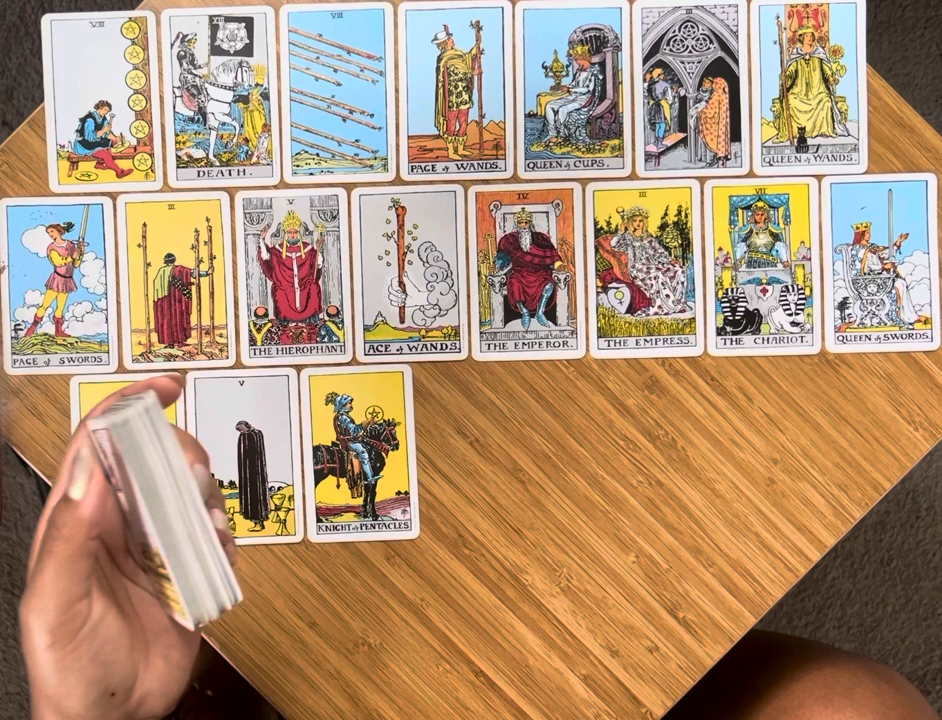 VIII
XIII
DEATH.
VIII
PAGE of WANDS.
QUEEN of CUPS.
III
QUEEN of WANDS.
PAGE of SWORDS.
III
V
THE HIEROPHANT
ACE of WANDS.
IV
THE EMPEROR.
III
THE EMPRESS.
VII
THE CHARIOT.
QUEEN of SWORDS.
V
KNIGHT of PENTACLES.